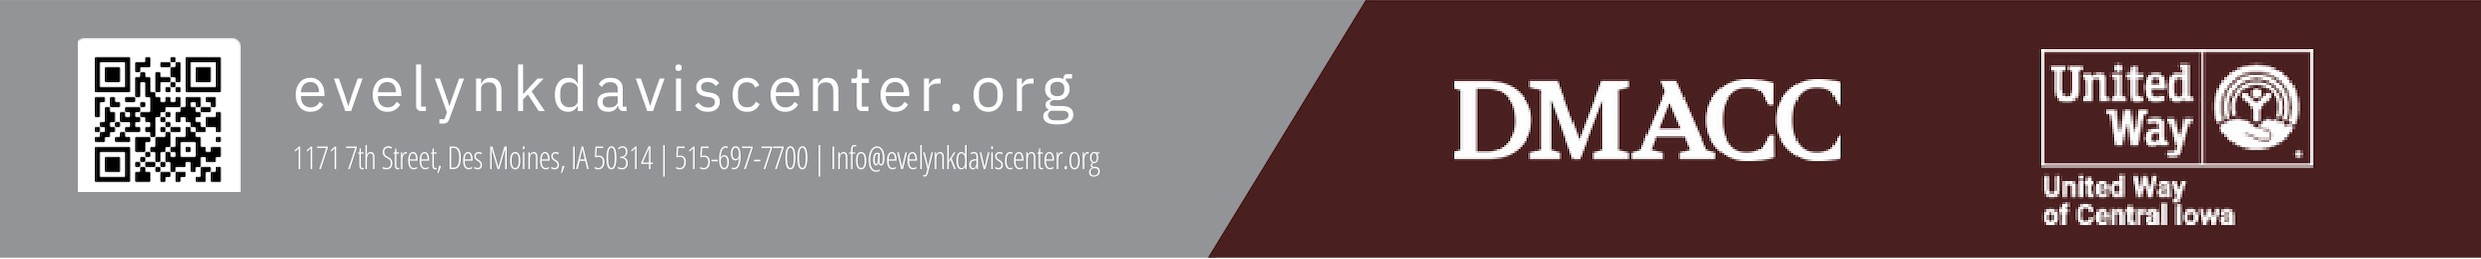 evelynkdaviscenter.org
1171 7th Street, Des Moines, IA 50314 | 515-697-7700 | Info@evelynkdaviscenter.org
DMACC
United
Way
United Way
of Central Iowa